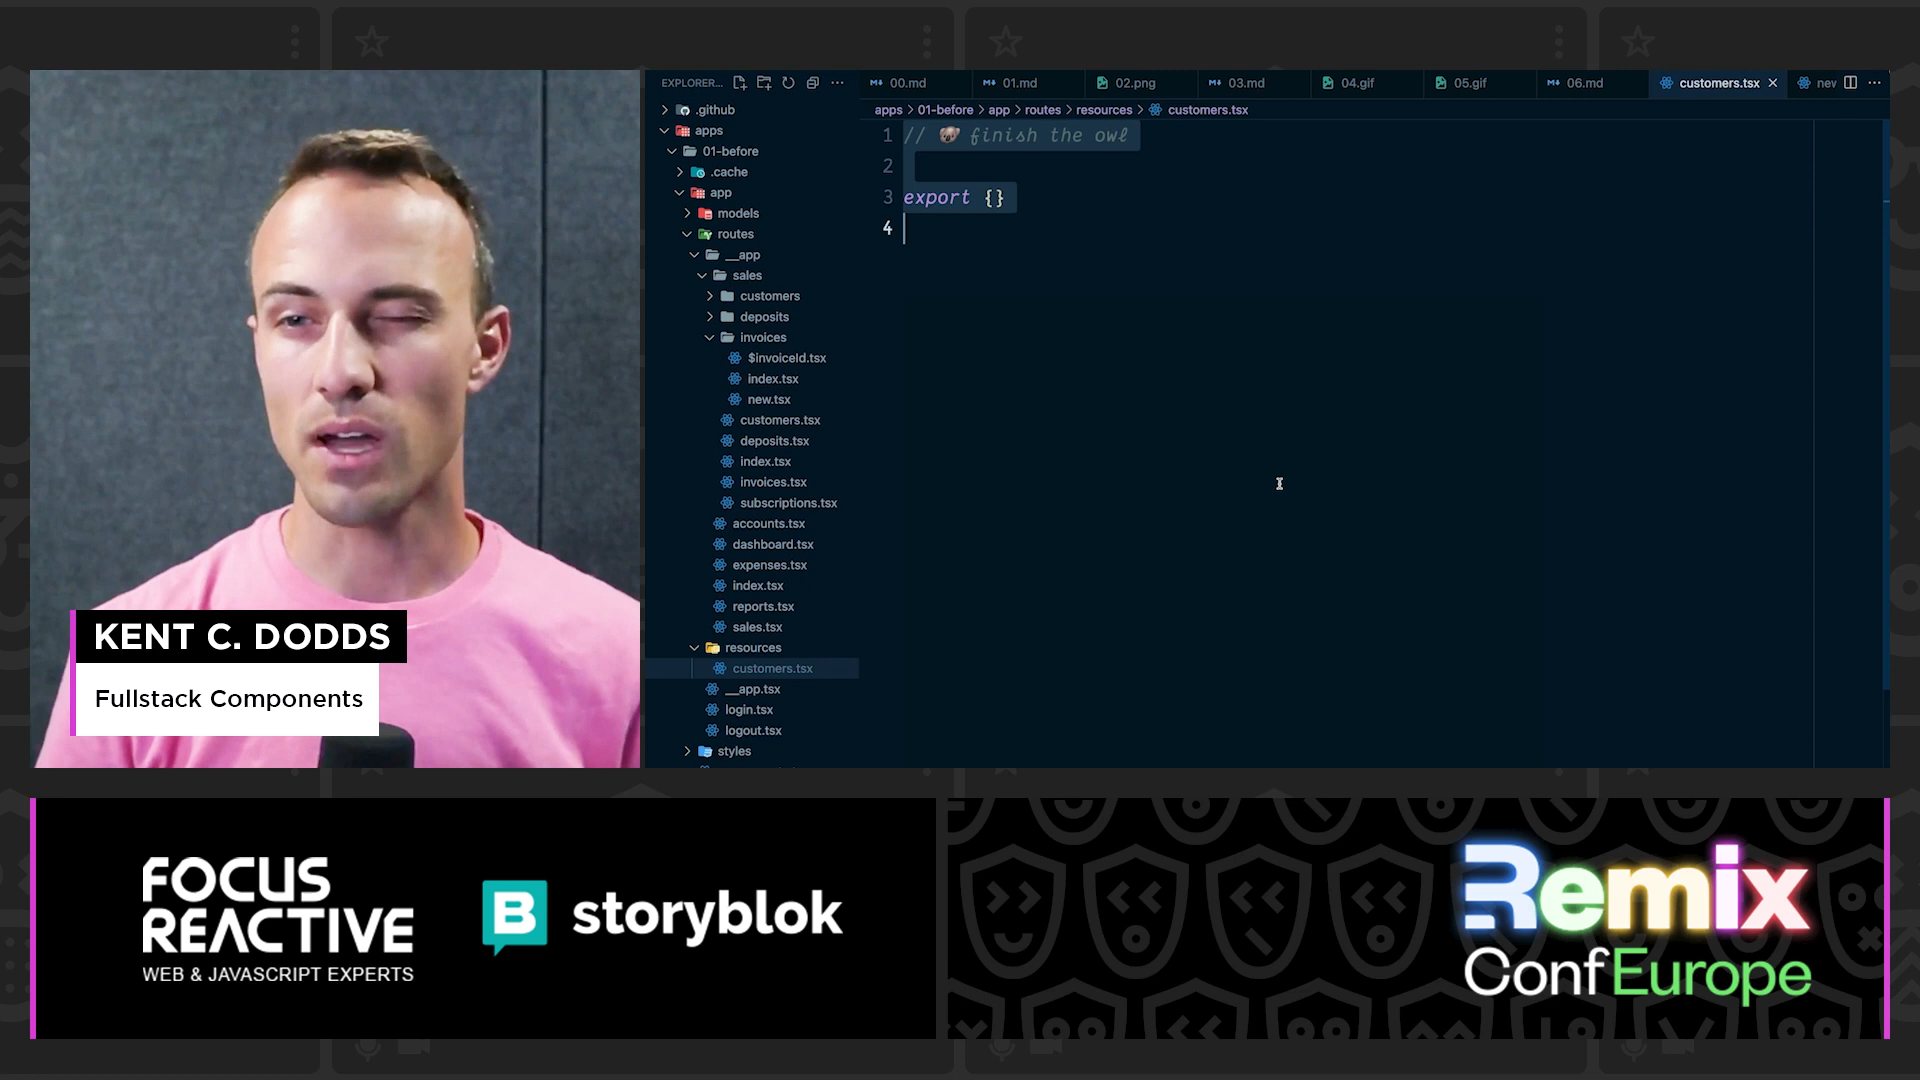 EXPLORER...
00.md
01.md
02.png
03.md
04.gif
05.gif
06.md
customers.tsx
nev
.github
apps
01-before
.cache
app
models
routes
__app
sales
customers
deposits
invoices
$invoiceId.tsx
index.tsx
new.tsx
customers.tsx
deposits.tsx
index.tsx
invoices.tsx
subscriptions.tsx
accounts.tsx
dashboard.tsx
expenses.tsx
index.tsx
reports.tsx
sales.tsx
resources
customers.tsx
__app.tsx
login.tsx
logout.tsx
styles
apps > 01-before > app > routes > resources > customers.tsx
1 // 🐨 finish the owl
2
3 export {}
4
KENT C. DODDS
Fullstack Components
FOCUS
REACTIVE
WEB & JAVASCRIPT EXPERTS
B storyblok
Remix
Conf Europe